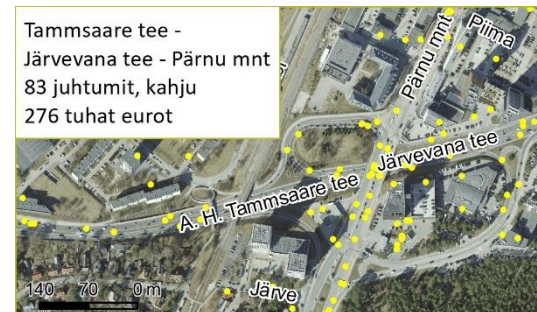 Tammsaare tee -
Järvevana tee - Pärnu mnt
83 juhtumit, kahju
276 tuhat eurot
Pärnu mnt
Piima
Järvevana tee
A. H. Tammsaare tee
Järve
140 70 0 m